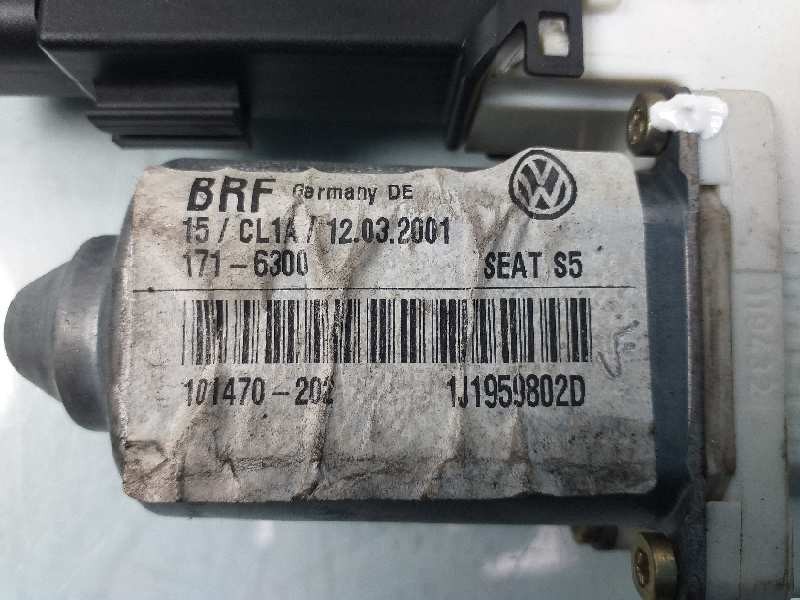 BRF Germany DE
15 / CL1A / 12.03.2001
171-6300 SEAT S5
101470-202 1J1959802D